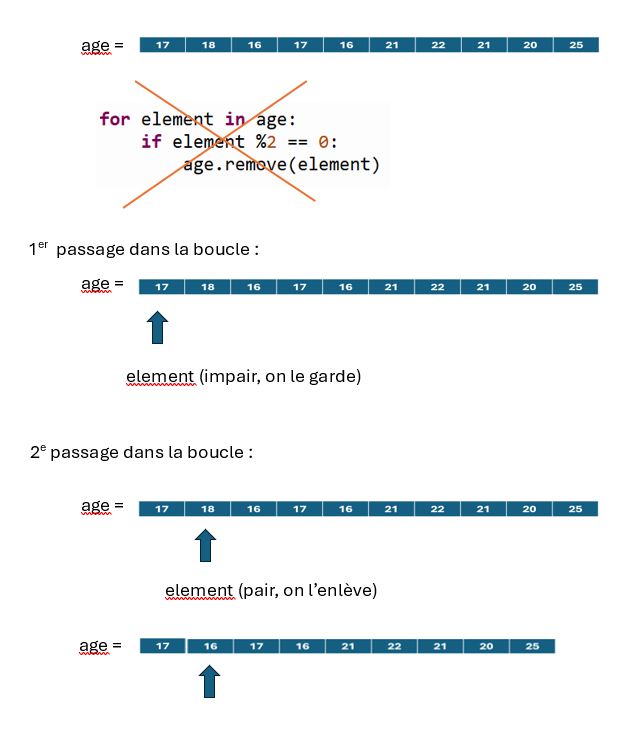 age = 17 18 16 17 16 21 22 21 20 25
for element in age:
if element %2 == 0:
age.remove(element)
1er passage dans la boucle :
age = 17 18 16 17 16 21 22 21 20 25
element (impair, on le garde)
2e passage dans la boucle :
age = 17 18 16 17 16 21 22 21 20 25
element (pair, on l’enlève)
age = 17 16 17 16 21 22 21 20 25